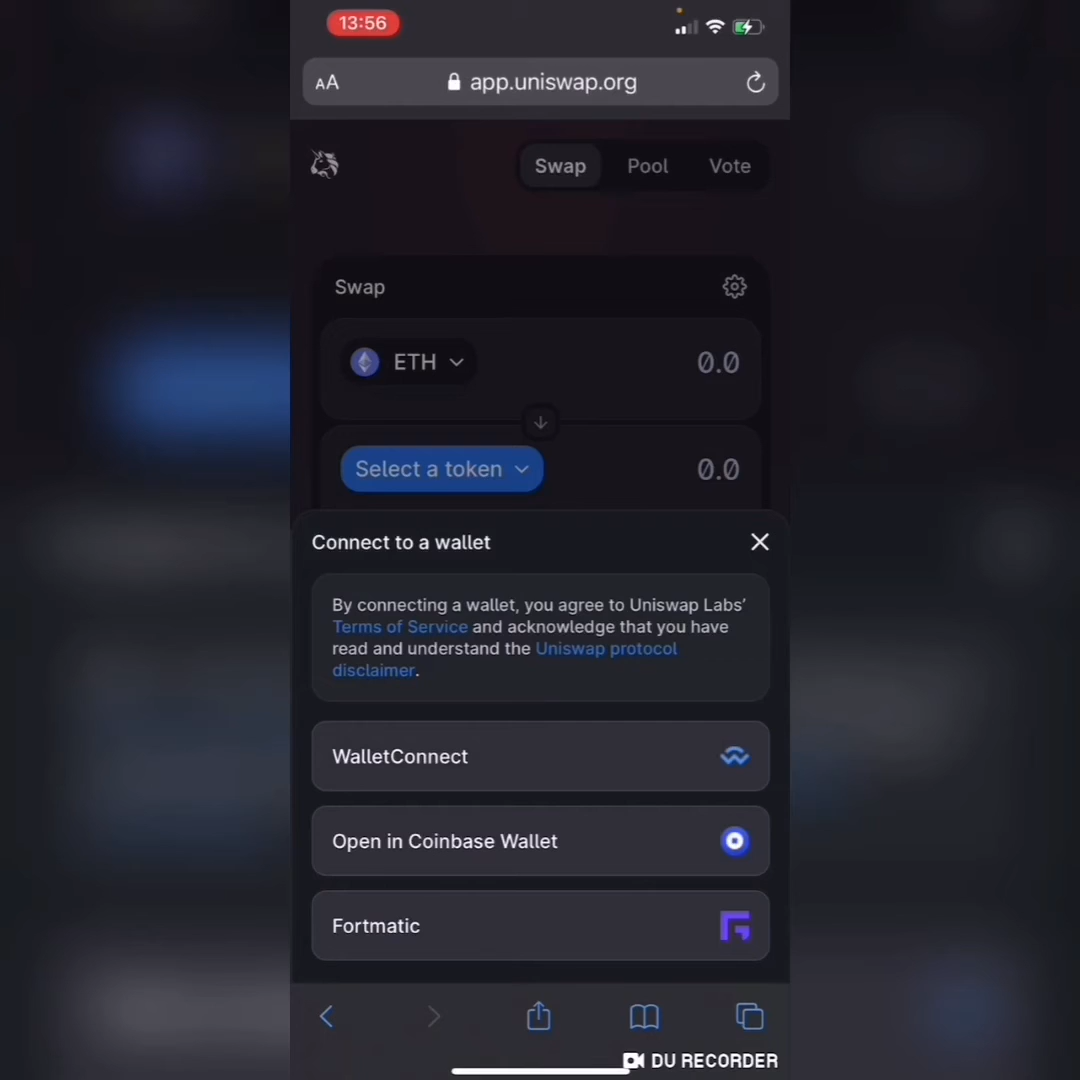 13:56
AA
app.uniswap.org
Swap
Pool
Vote
Swap
ETH
0.0
Select a token
0.0
Connect to a wallet
By connecting a wallet, you agree to Uniswap Labs’
Terms of Service and acknowledge that you have
read and understand the Uniswap protocol
disclaimer.
WalletConnect
Open in Coinbase Wallet
Fortmatic
DU RECORDER